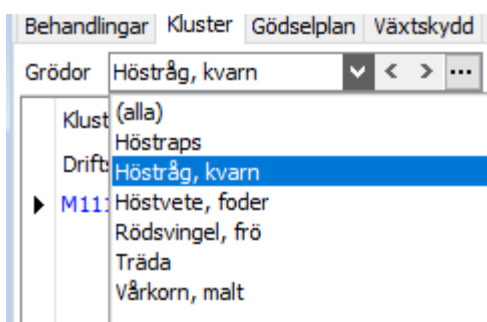 Behandlingar Kluster Gödselplan Växtskydd
Grödor Höstråg, kvarn < > ...
Klust
(alla)
Höstraps
Drifts
Höstråg, kvarn
M111
Höstvete, foder
Rödsvingel, frö
Träda
Vårkorn, malt